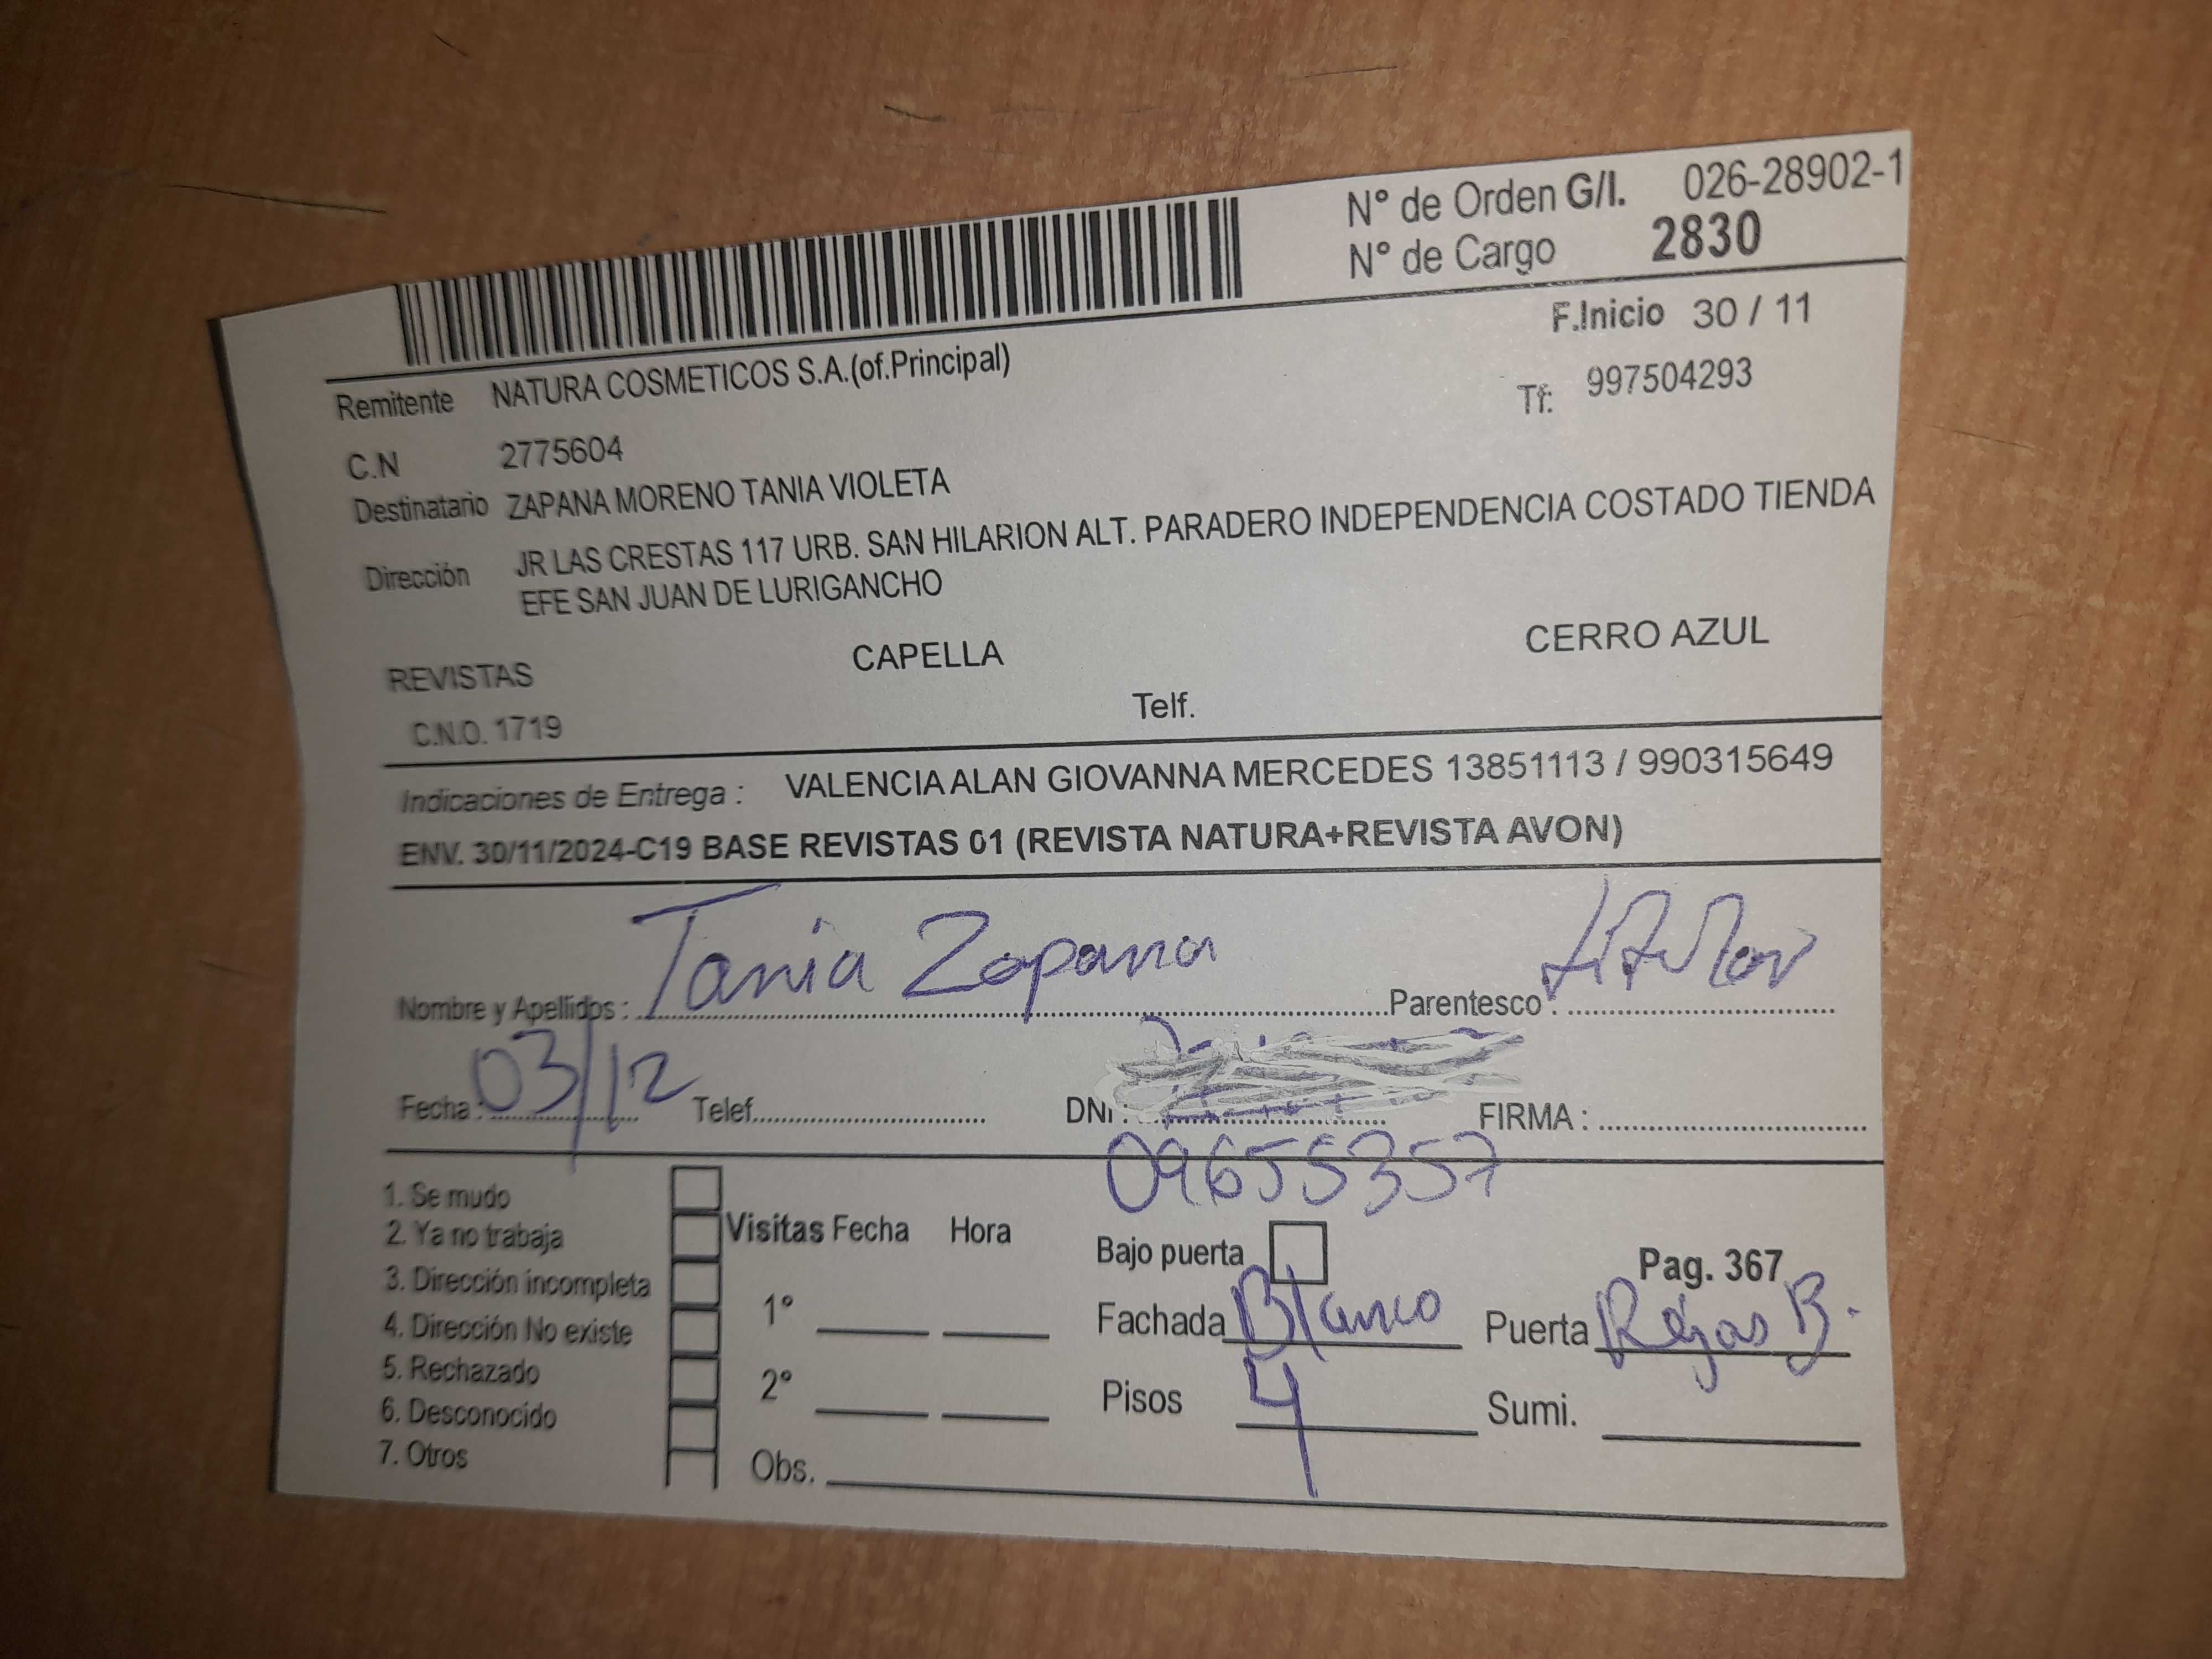 N° de Orden G/I. 026-28902-1
N° de Cargo 2830
F.Inicio 30 / 11
Remitente NATURA COSMETICOS S.A.(of.Principal)
Tf: 997504293
C.N 2775604
Destinatario ZAPANA MORENO TANIA VIOLETA
Dirección JR LAS CRESTAS 117 URB. SAN HILARION ALT. PARADERO INDEPENDENCIA COSTADO TIENDA
EFE SAN JUAN DE LURIGANCHO
REVISTAS CAPELLA CERRO AZUL
C.N.O. 1719 Telf.
Indicaciones de Entrega : VALENCIA ALAN GIOVANNA MERCEDES 13851113 / 990315649
ENV. 30/11/2024-C19 BASE REVISTAS 01 (REVISTA NATURA+REVISTA AVON)
Nombre y Apellidos : Tania Zapana Parentesco : titular
Fecha : 03/12 Telef. DNI : FIRMA :
09655357
1. Se mudo
2. Ya no trabaja
3. Dirección incompleta
4. Dirección No existe
5. Rechazado
6. Desconocido
7. Otros
Visitas Fecha Hora
1°
2°
Obs.
Bajo puerta Pag. 367
Fachada Blanco Puerta Rejas B.
Pisos 4 Sumi.